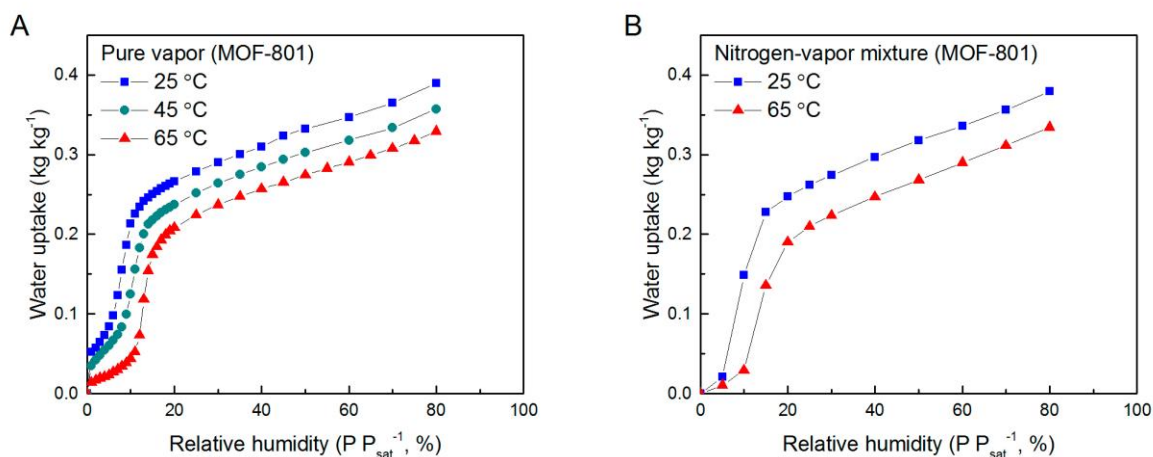 A
Pure vapor (MOF-801)
25 °C
45 °C
65 °C
0.4
0.3
0.2
0.1
0.0
0 20 40 60 80 100
Water uptake (kg kg⁻¹)
Relative humidity (P Pₛₐₜ⁻¹, %)
B
Nitrogen-vapor mixture (MOF-801)
25 °C
65 °C
0.4
0.3
0.2
0.1
0.0
0 20 40 60 80 100
Water uptake (kg kg⁻¹)
Relative humidity (P Pₛₐₜ⁻¹, %)